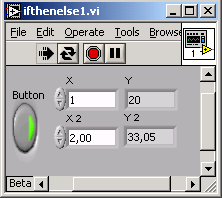 ifthenelse1.vi
File Edit Operate Tools Browse
1
X Y
Button
1 20
X 2 Y 2
2,00 33,05
Beta